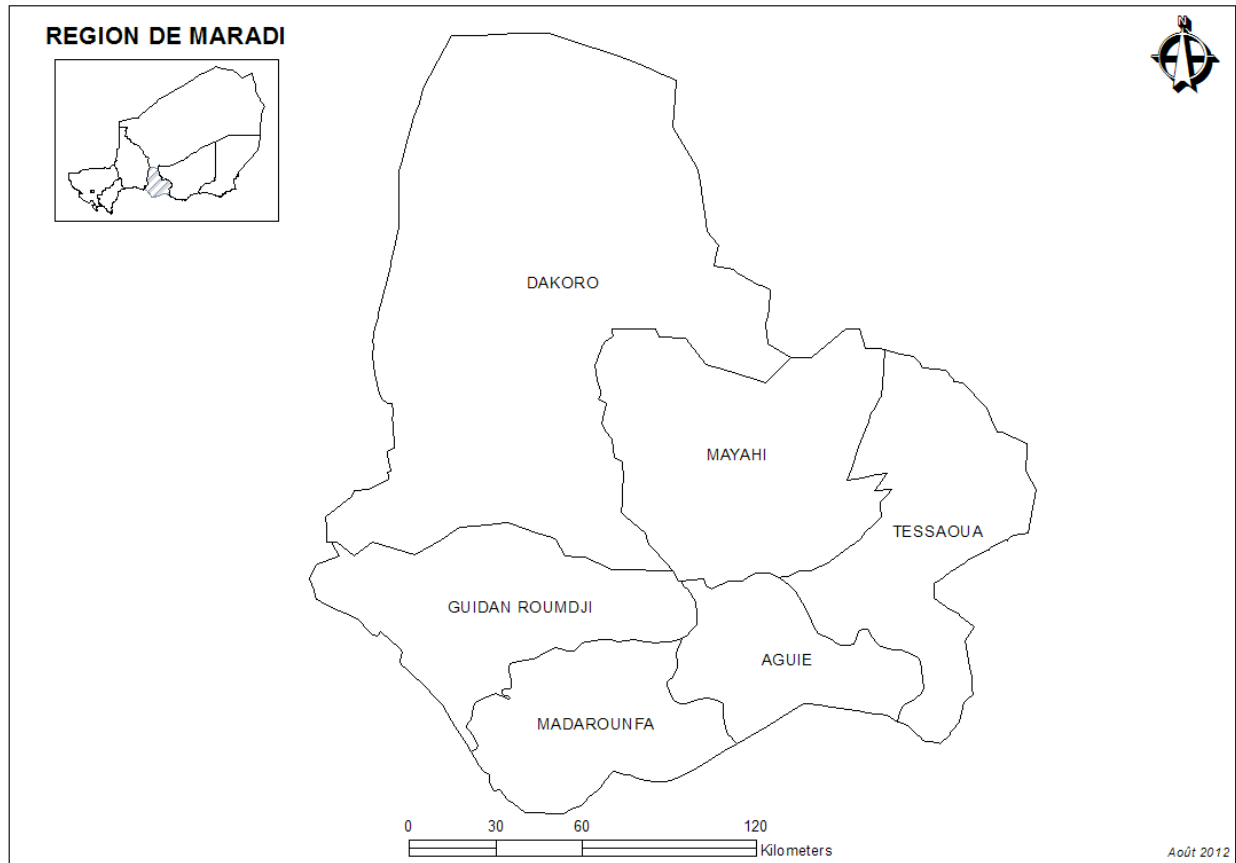 REGION DE MARADI
N
DAKORO
MAYAHI
TESSAOUA
GUIDAN ROUMDJI
AGUIE
MADAROUNFA
0 30 60 120
Kilometers
Août 2012